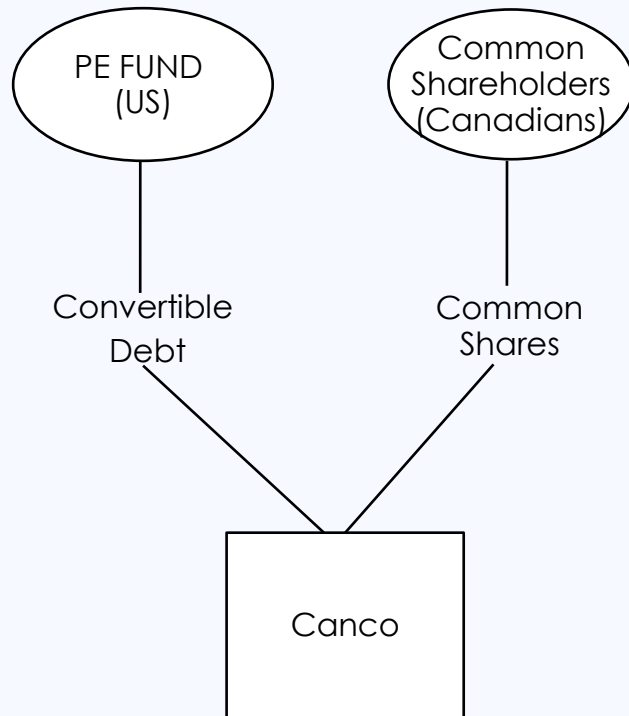 PE FUND
(US)
Common
Shareholders
(Canadians)
Convertible
Debt
Common
Shares
Canco